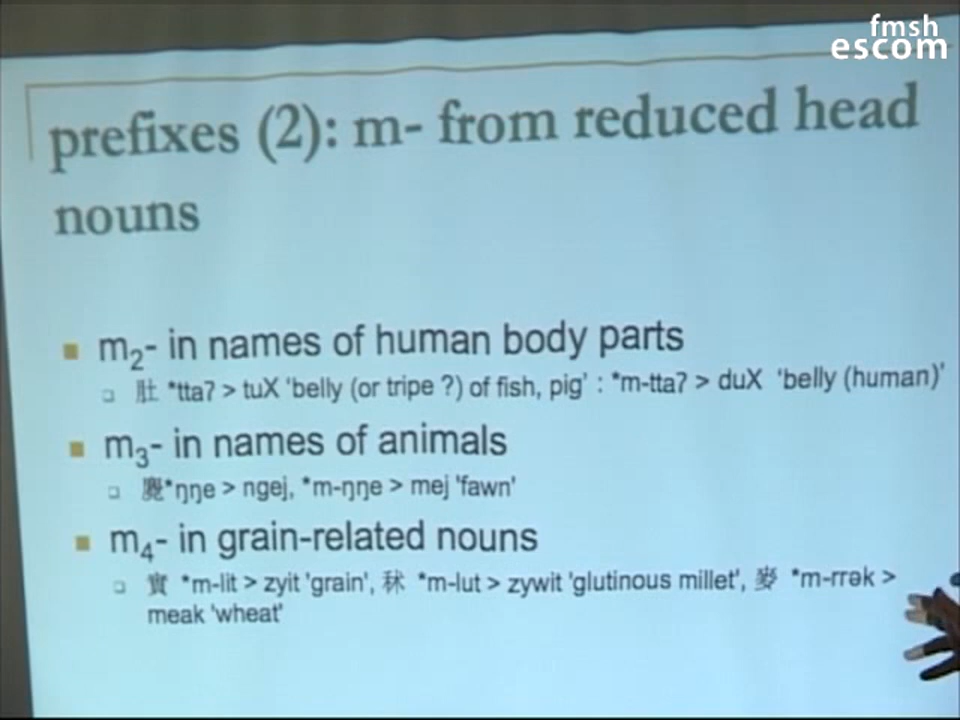 fmsh
escom
prefixes (2): m- from reduced head
nouns
m₂- in names of human body parts
肚 *ttaʔ > tuX 'belly (or tripe ?) of fish, pig' : *m-ttaʔ > duX 'belly (human)'
m₃- in names of animals
麑*ŋŋe > ngej, *m-ŋŋe > mej 'fawn'
m₄- in grain-related nouns
實 *m-lit > zyit 'grain', 秫 *m-lut > zywit 'glutinous millet', 麥 *m-rrək >
meak 'wheat'